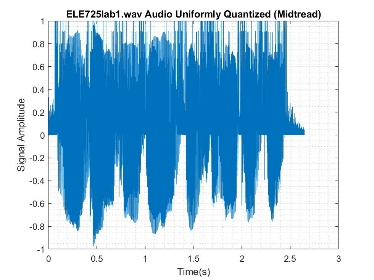 ELE725lab1.wav Audio Uniformly Quantized (Midtread)
1
0.8
0.6
0.4
0.2
0
-0.2
-0.4
-0.6
-0.8
-1
Signal Amplitude
0 0.5 1 1.5 2 2.5 3
Time(s)